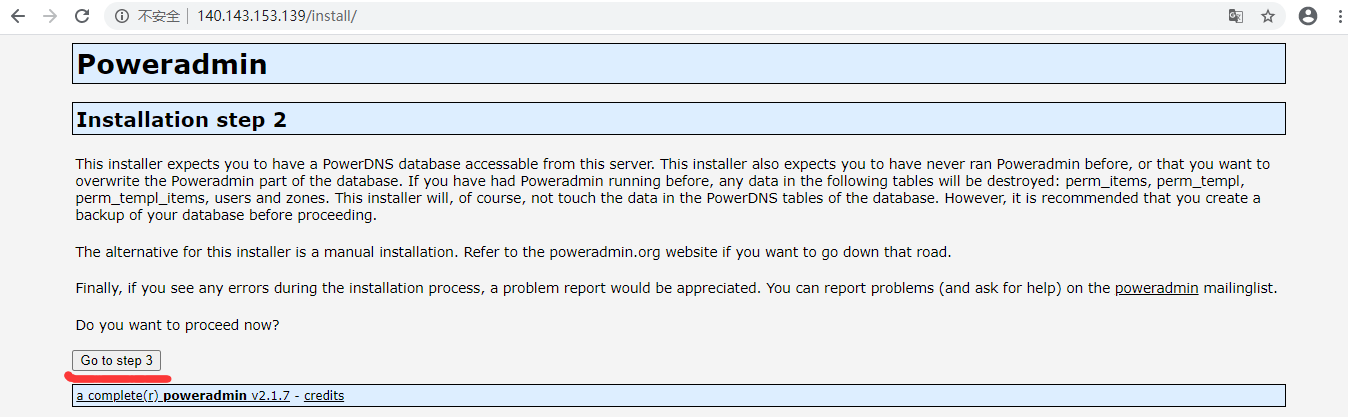 不安全 140.143.153.139/install/
Poweradmin
Installation step 2
This installer expects you to have a PowerDNS database accessable from this server. This installer also expects you to have never ran Poweradmin before, or that you want to
overwrite the Poweradmin part of the database. If you have had Poweradmin running before, any data in the following tables will be destroyed: perm_items, perm_templ,
perm_templ_items, users and zones. This installer will, of course, not touch the data in the PowerDNS tables of the database. However, it is recommended that you create a
backup of your database before proceeding.
The alternative for this installer is a manual installation. Refer to the poweradmin.org website if you want to go down that road.
Finally, if you see any errors during the installation process, a problem report would be appreciated. You can report problems (and ask for help) on the poweradmin mailinglist.
Do you want to proceed now?
Go to step 3
a complete(r) poweradmin v2.1.7 - credits